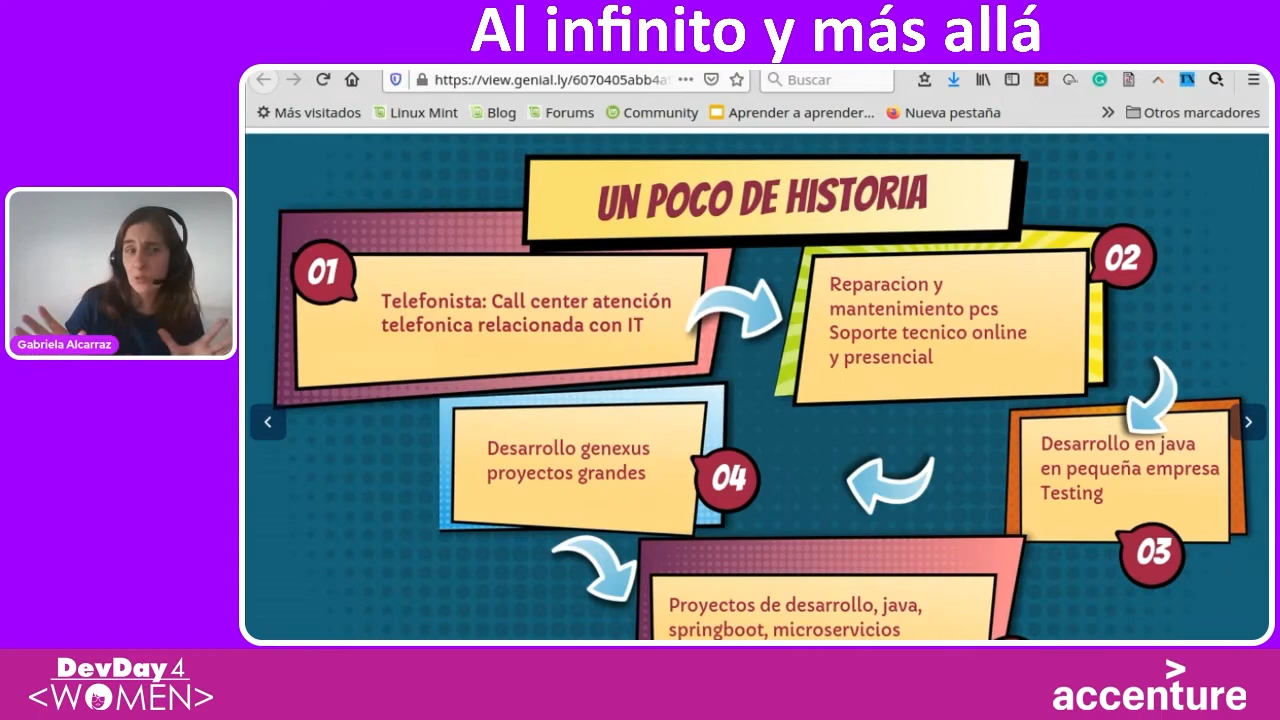 Al infinito y más allá
https://view.genial.ly/6070405abb4a
Buscar
Más visitados
Linux Mint
Blog
Forums
Community
Aprender a aprender...
Nueva pestaña
Otros marcadores
UN POCO DE HISTORIA
01
Telefonista: Call center atención
telefonica relacionada con IT
02
Reparacion y
mantenimiento pcs
Soporte tecnico online
y presencial
Desarrollo en java
en pequeña empresa
Testing
03
Desarrollo genexus
proyectos grandes
04
Proyectos de desarrollo, java,
springboot, microservicios
Gabriela Alcarraz
DevDay4
<WOMEN>
accenture